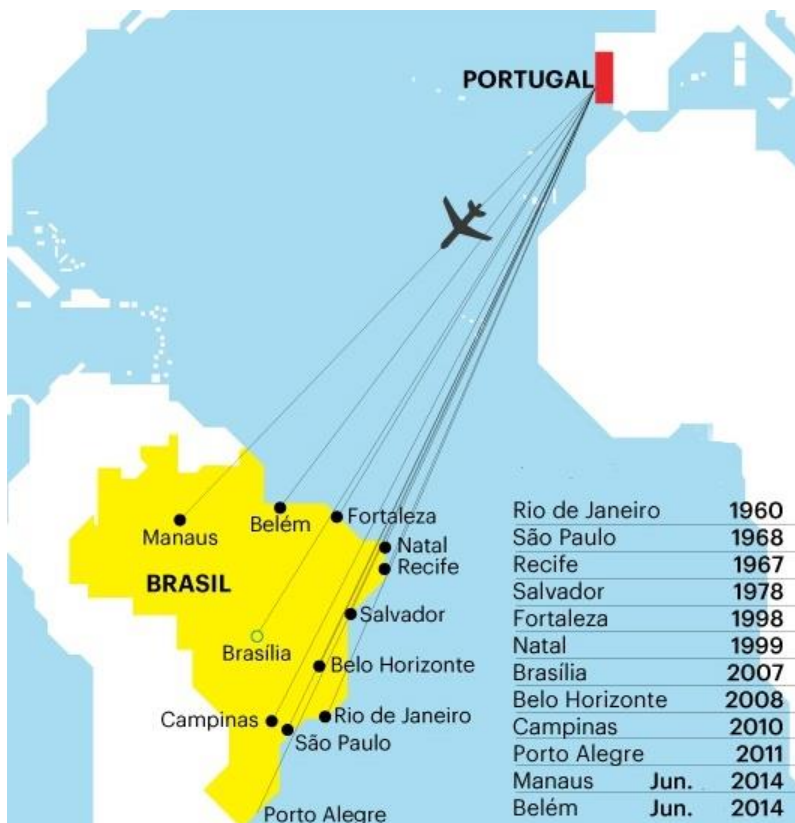 PORTUGAL
Manaus
Belém
Fortaleza
Natal
Recife
BRASIL
Salvador
Brasília
Belo Horizonte
Campinas
Rio de Janeiro
São Paulo
Porto Alegre
Rio de Janeiro 1960
São Paulo 1968
Recife 1967
Salvador 1978
Fortaleza 1998
Natal 1999
Brasília 2007
Belo Horizonte 2008
Campinas 2010
Porto Alegre 2011
Manaus Jun. 2014
Belém Jun. 2014